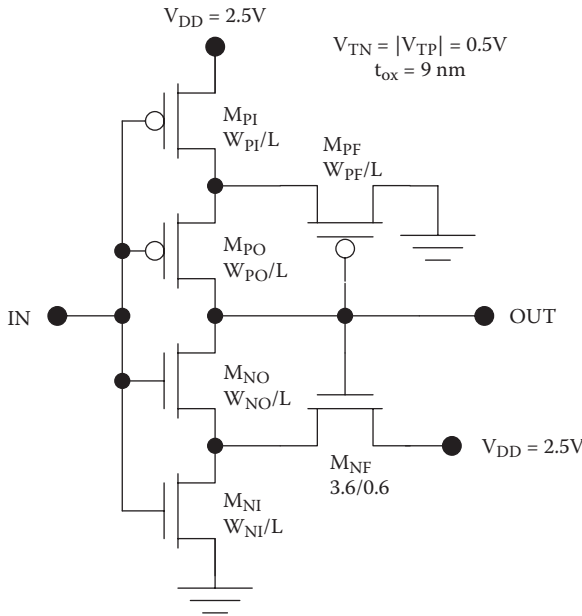 V_DD = 2.5V
V_TN = |V_TP| = 0.5V
t_ox = 9 nm
M_PI
W_PI/L
M_PF
W_PF/L
M_PO
W_PO/L
IN
OUT
M_NO
W_NO/L
M_NF
3.6/0.6
V_DD = 2.5V
M_NI
W_NI/L